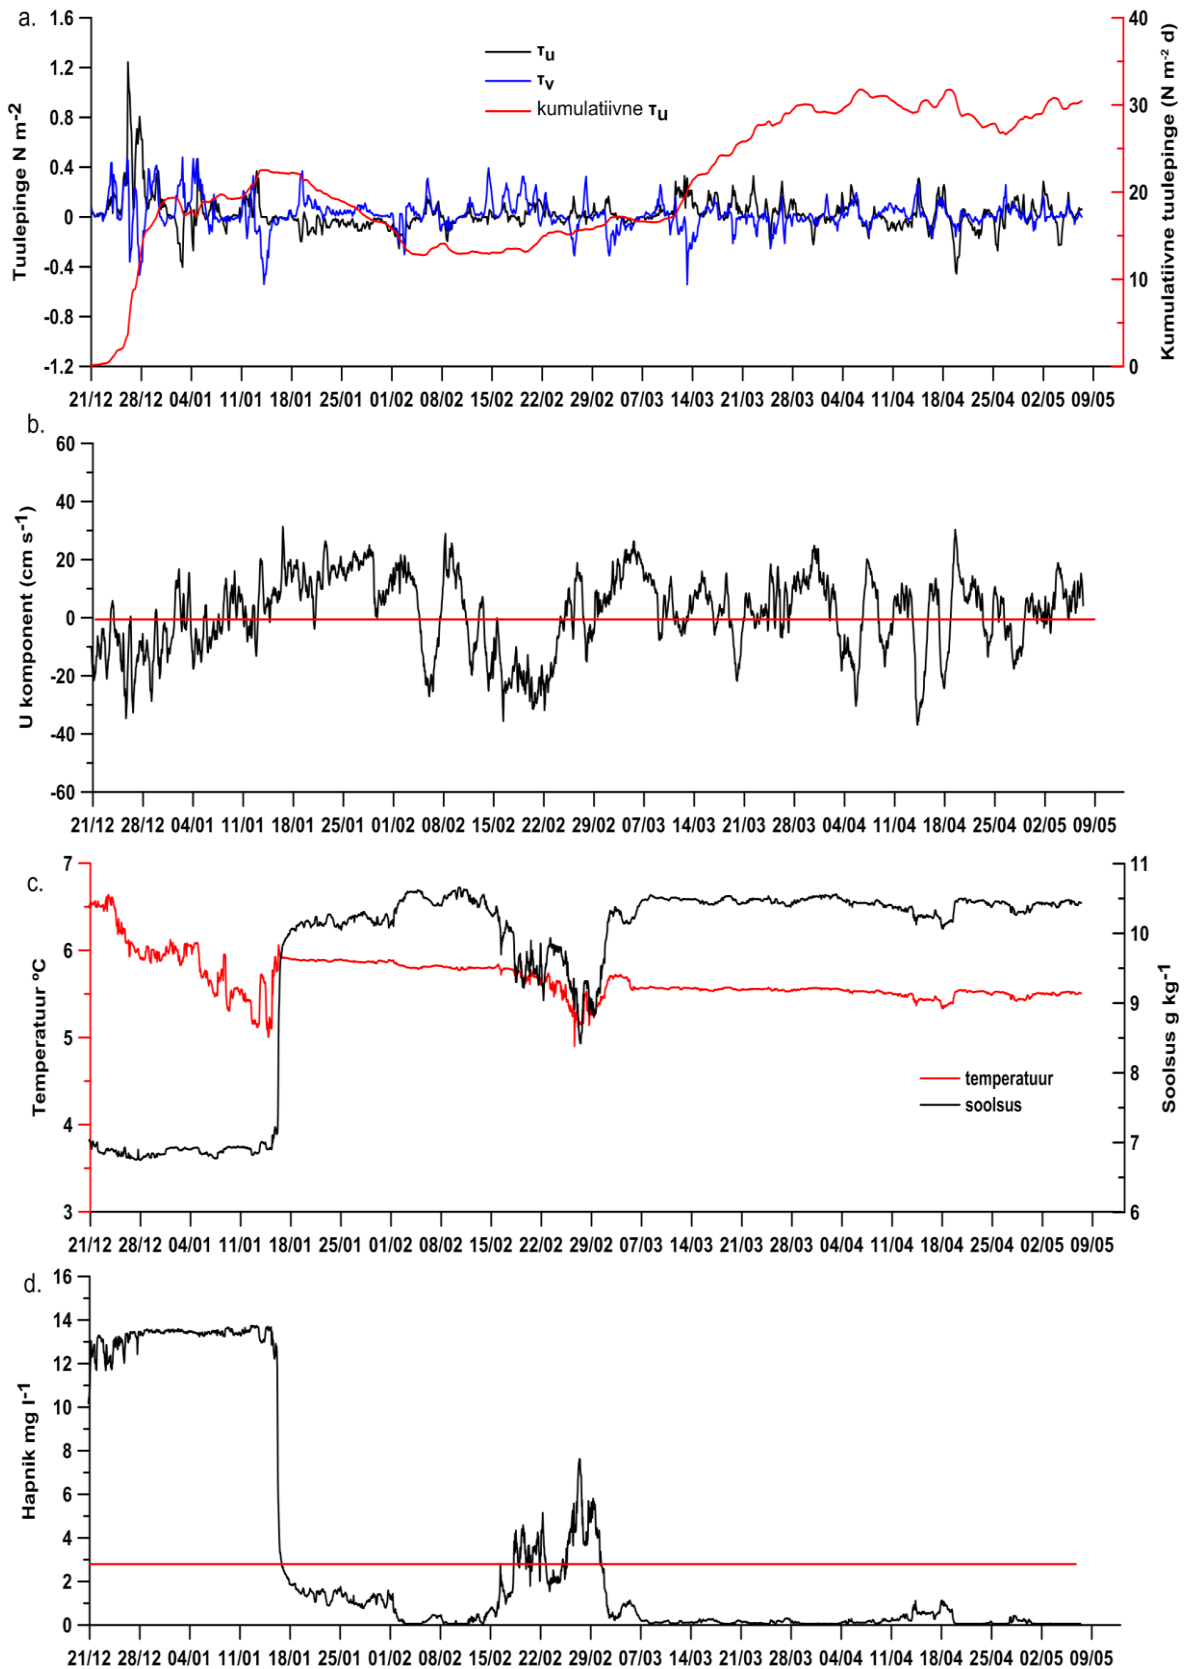 a.
1.6
1.2
0.8
0.4
0
-0.4
-0.8
-1.2
Tuulepinge N m-2
τu
τv
kumulatiivne τu
40
30
20
10
0
Kumulatiivne tuulepinge (N m-2 d)
21/12 28/12 04/01 11/01 18/01 25/01 01/02 08/02 15/02 22/02 29/02 07/03 14/03 21/03 28/03 04/04 11/04 18/04 25/04 02/05 09/05
b.
60
40
20
0
-20
-40
-60
U komponent (cm s-1)
21/12 28/12 04/01 11/01 18/01 25/01 01/02 08/02 15/02 22/02 29/02 07/03 14/03 21/03 28/03 04/04 11/04 18/04 25/04 02/05 09/05
c.
7
6
5
4
3
Temperatuur ºC
temperatuur
soolsus
11
10
9
8
7
6
Soolsus g kg-1
21/12 28/12 04/01 11/01 18/01 25/01 01/02 08/02 15/02 22/02 29/02 07/03 14/03 21/03 28/03 04/04 11/04 18/04 25/04 02/05 09/05
d.
16
14
12
10
8
6
4
2
0
Hapnik mg l-1
21/12 28/12 04/01 11/01 18/01 25/01 01/02 08/02 15/02 22/02 29/02 07/03 14/03 21/03 28/03 04/04 11/04 18/04 25/04 02/05 09/05